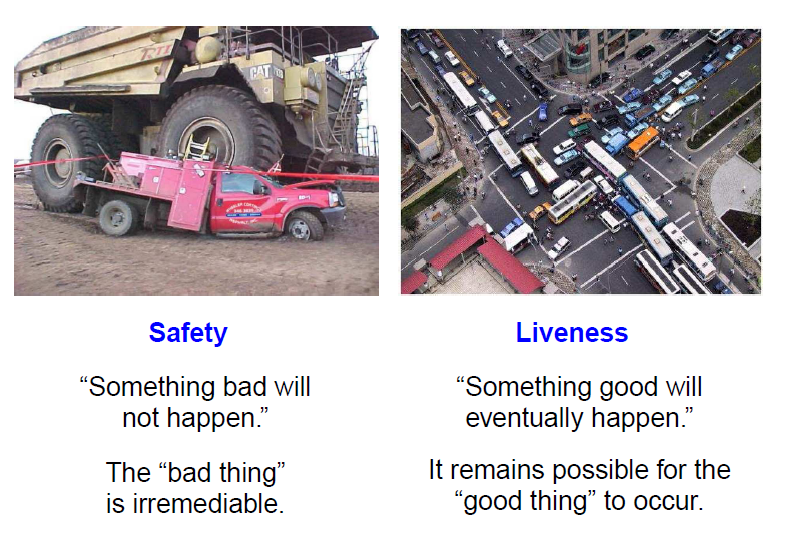 CAT
Safety
“Something bad will
not happen.”
The “bad thing”
is irremediable.
Liveness
“Something good will
eventually happen.”
It remains possible for the
“good thing” to occur.